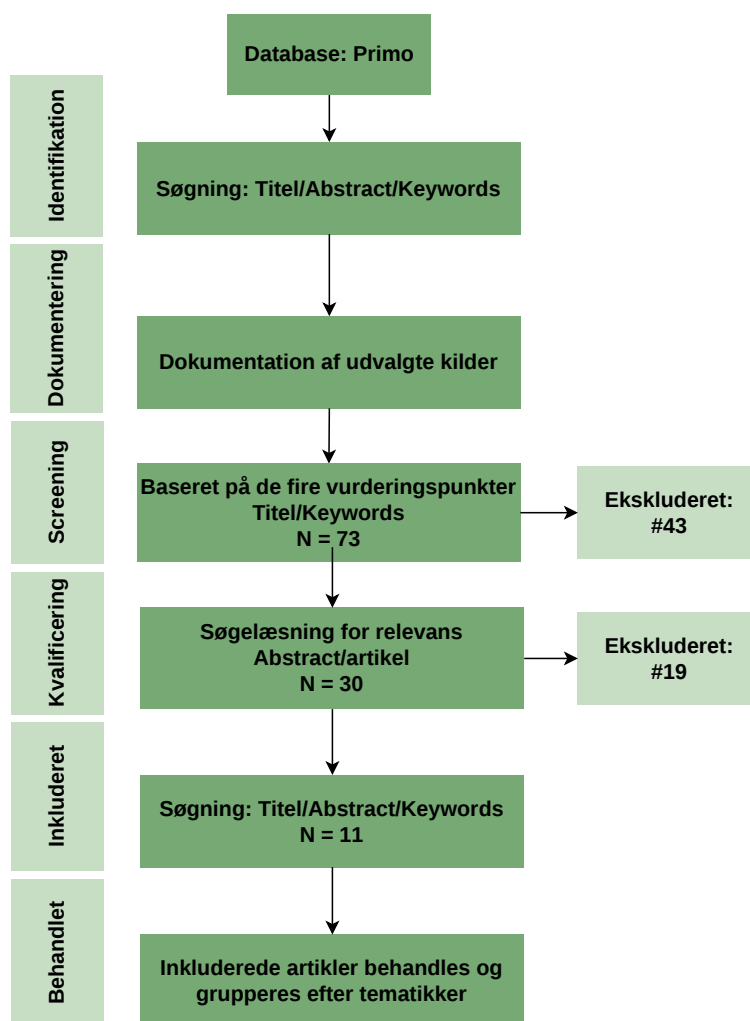 Database: Primo
Identifikation
Søgning: Titel/Abstract/Keywords
Dokumentering
Dokumentation af udvalgte kilder
Screening
Baseret på de fire vurderingspunkter
Titel/Keywords
N = 73
Ekskluderet:
#43
Kvalificering
Søgelæsning for relevans
Abstract/artikel
N = 30
Ekskluderet:
#19
Inkluderet
Søgning: Titel/Abstract/Keywords
N = 11
Behandlet
Inkluderede artikler behandles og
grupperes efter tematikker